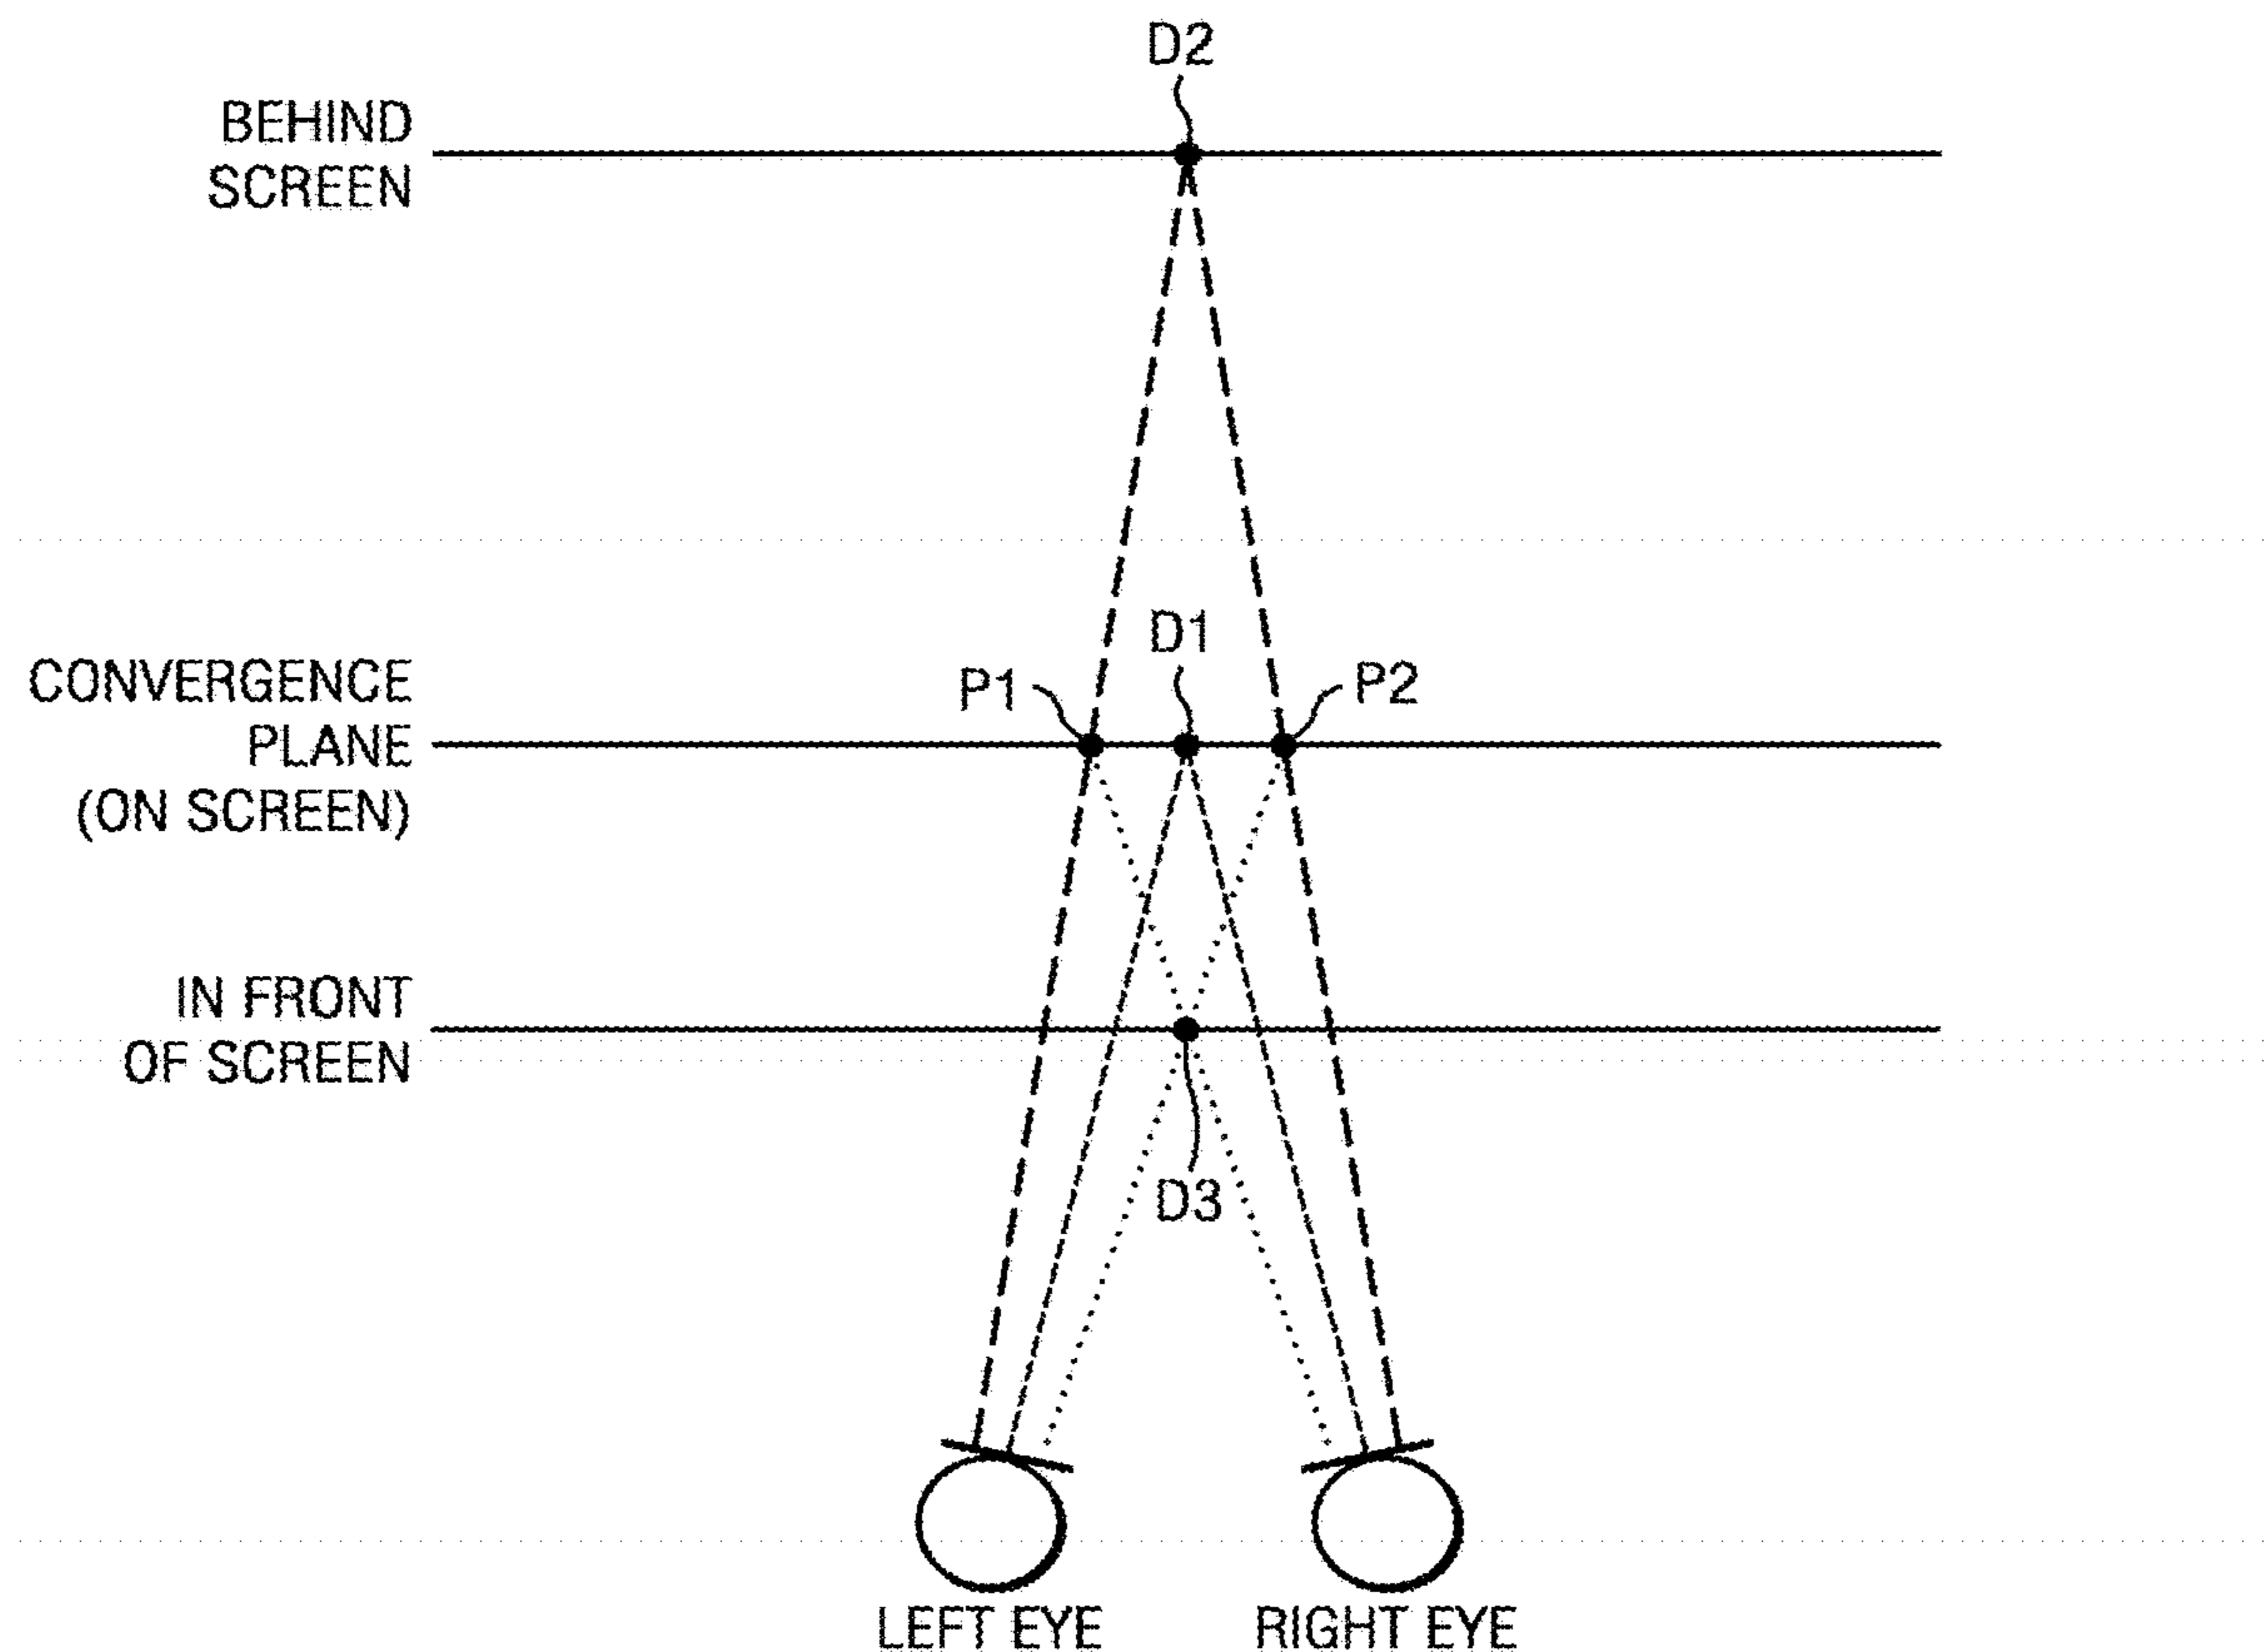 D2
BEHIND
SCREEN
D1
P1
P2
CONVERGENCE
PLANE
(ON SCREEN)
IN FRONT
OF SCREEN
D3
LEFT EYE
RIGHT EYE